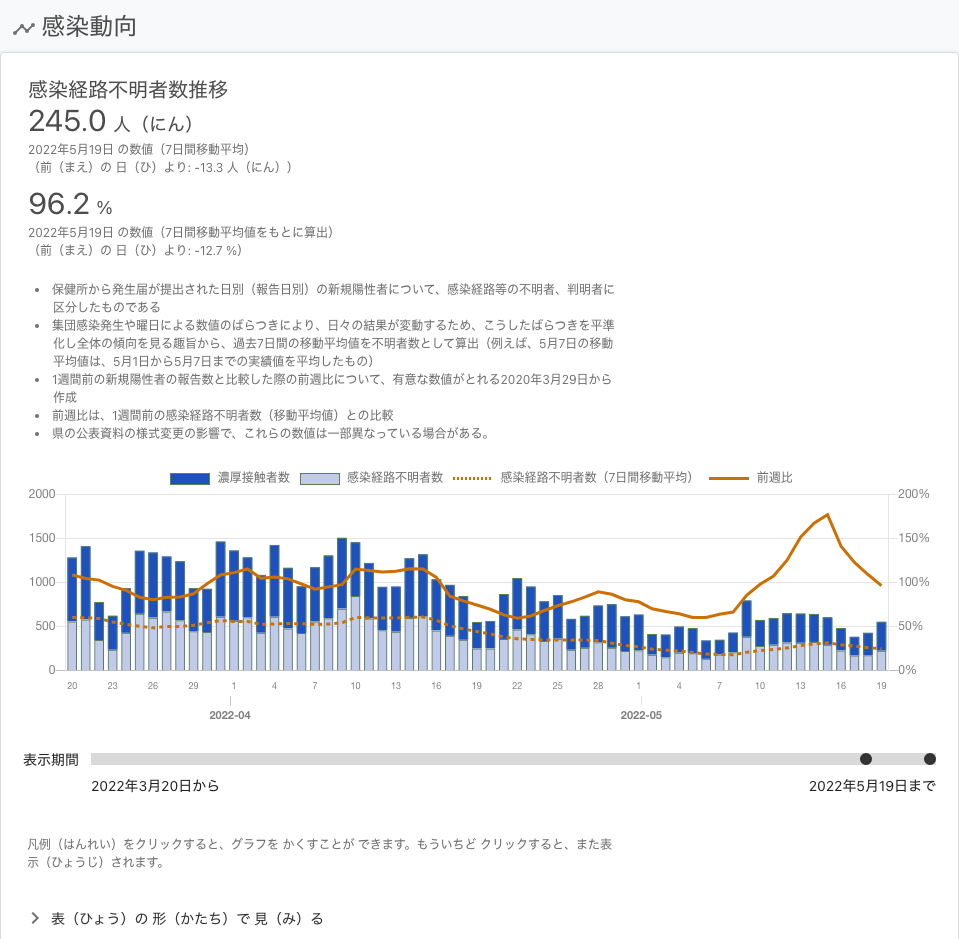 感染動向
感染経路不明者数推移
245.0 人（にん）
2022年5月19日 の数値（7日間移動平均）
（前（まえ）の 日（ひ）より: -13.3 人（にん））
96.2 %
2022年5月19日 の数値（7日間移動平均値をもとに算出）
（前（まえ）の 日（ひ）より: -12.7 %）
• 保健所から発生届が提出された日別（報告日別）の新規陽性者について、感染経路等の不明者、判明者に
区分したものである
• 集団感染発生や曜日による数値のばらつきにより、日々の結果が変動するため、こうしたばらつきを平準
化し全体の傾向を見る趣旨から、過去7日間の移動平均値を不明者数として算出（例えば、5月7日の移動
平均値は、5月1日から5月7日までの実績値を平均したもの）
• 1週間前の新規陽性者の報告数と比較した際の前週比について、有意な数値がとれる2020年3月29日から
作成
• 前週比は、1週間前の感染経路不明者数（移動平均値）との比較
• 県の公表資料の様式変更の影響で、これらの数値は一部異なっている場合がある。
濃厚接触者数 感染経路不明者数 感染経路不明者数（7日間移動平均） 前週比
2000 200%
1500 150%
1000 100%
500 50%
0 0%
20 23 26 29 1 4 7 10 13 16 19 22 25 28 1 4 7 10 13 16 19
2022-04 2022-05
表示期間
2022年3月20日から 2022年5月19日まで
凡例（はんれい）をクリックすると、グラフを かくすことが できます。もういちど クリックすると、また表
示（ひょうじ）されます。
表（ひょう）の 形（かたち）で 見（み）る